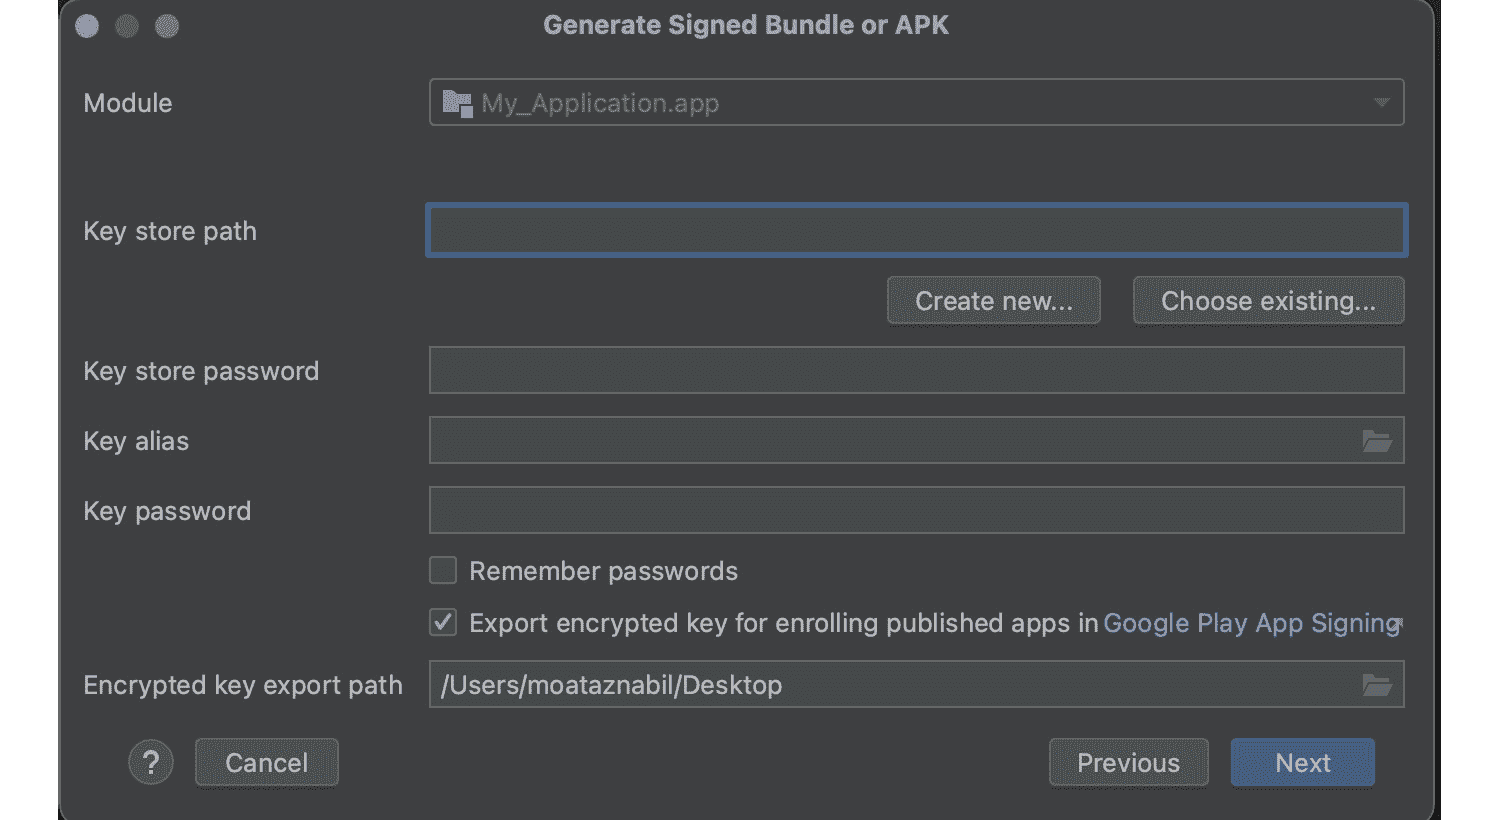 Generate Signed Bundle or APK
Module
My_Application.app
Key store path
Create new...
Choose existing...
Key store password
Key alias
Key password
Remember passwords
Export encrypted key for enrolling published apps in Google Play App Signing
Encrypted key export path
/Users/moataznabil/Desktop
?
Cancel
Previous
Next